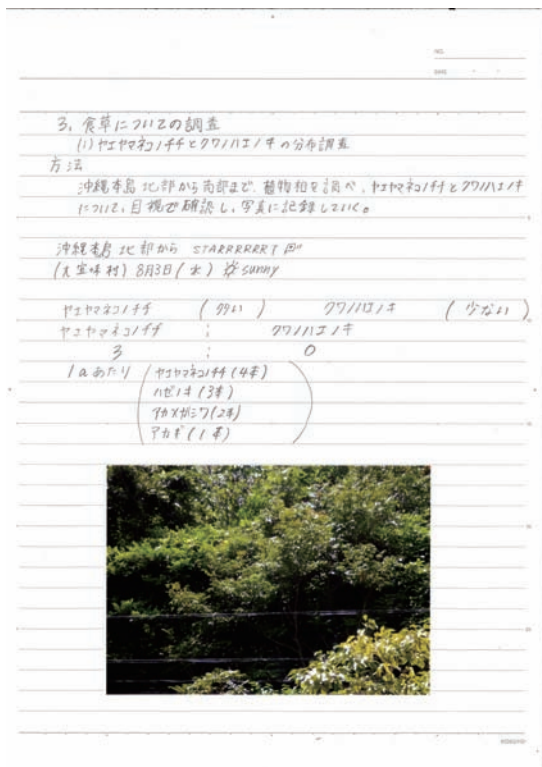 NO.
DATE
3、食草についての調査
(1)ヤエヤマネコノチチとクワノハエノキの分布調査
方法
沖縄本島北部から南部まで、植物相を調べ、ヤエヤマネコノチチとクワノハエノキ
について、目視で確認し、写真に記録していく。
沖縄本島北部から STARRRRRRT
(大宜味村) 8月3日(水) sunny
ヤエヤマネコノチチ (多い) クワノハエノキ (少ない)
ヤエヤマネコノチチ : クワノハエノキ
3 : 0
1aあたり ヤエヤマネコノチチ(4本)
ハゼノキ(3本)
アカメガシワ(2本)
アカギ(1本)
KOKUYO